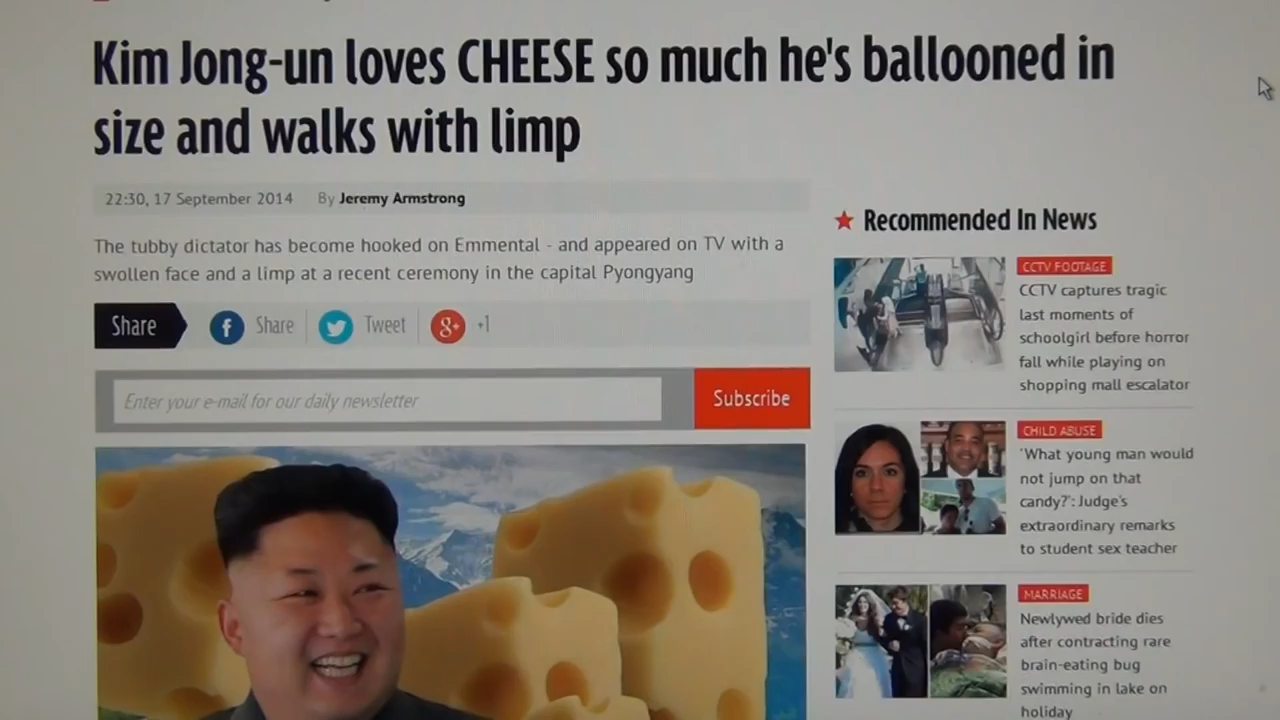 Kim Jong-un loves CHEESE so much he's ballooned in
size and walks with limp
22:30, 17 September 2014 By Jeremy Armstrong
The tubby dictator has become hooked on Emmental - and appeared on TV with a
swollen face and a limp at a recent ceremony in the capital Pyongyang
Share Share Tweet g+ +1
Enter your e-mail for our daily newsletter Subscribe
Recommended In News
CCTV FOOTAGE
CCTV captures tragic
last moments of
schoolgirl before horror
fall while playing on
shopping mall escalator
CHILD ABUSE
'What young man would
not jump on that
candy?': Judge's
extraordinary remarks
to student sex teacher
MARRIAGE
Newlywed bride dies
after contracting rare
brain-eating bug
swimming in lake on
holiday